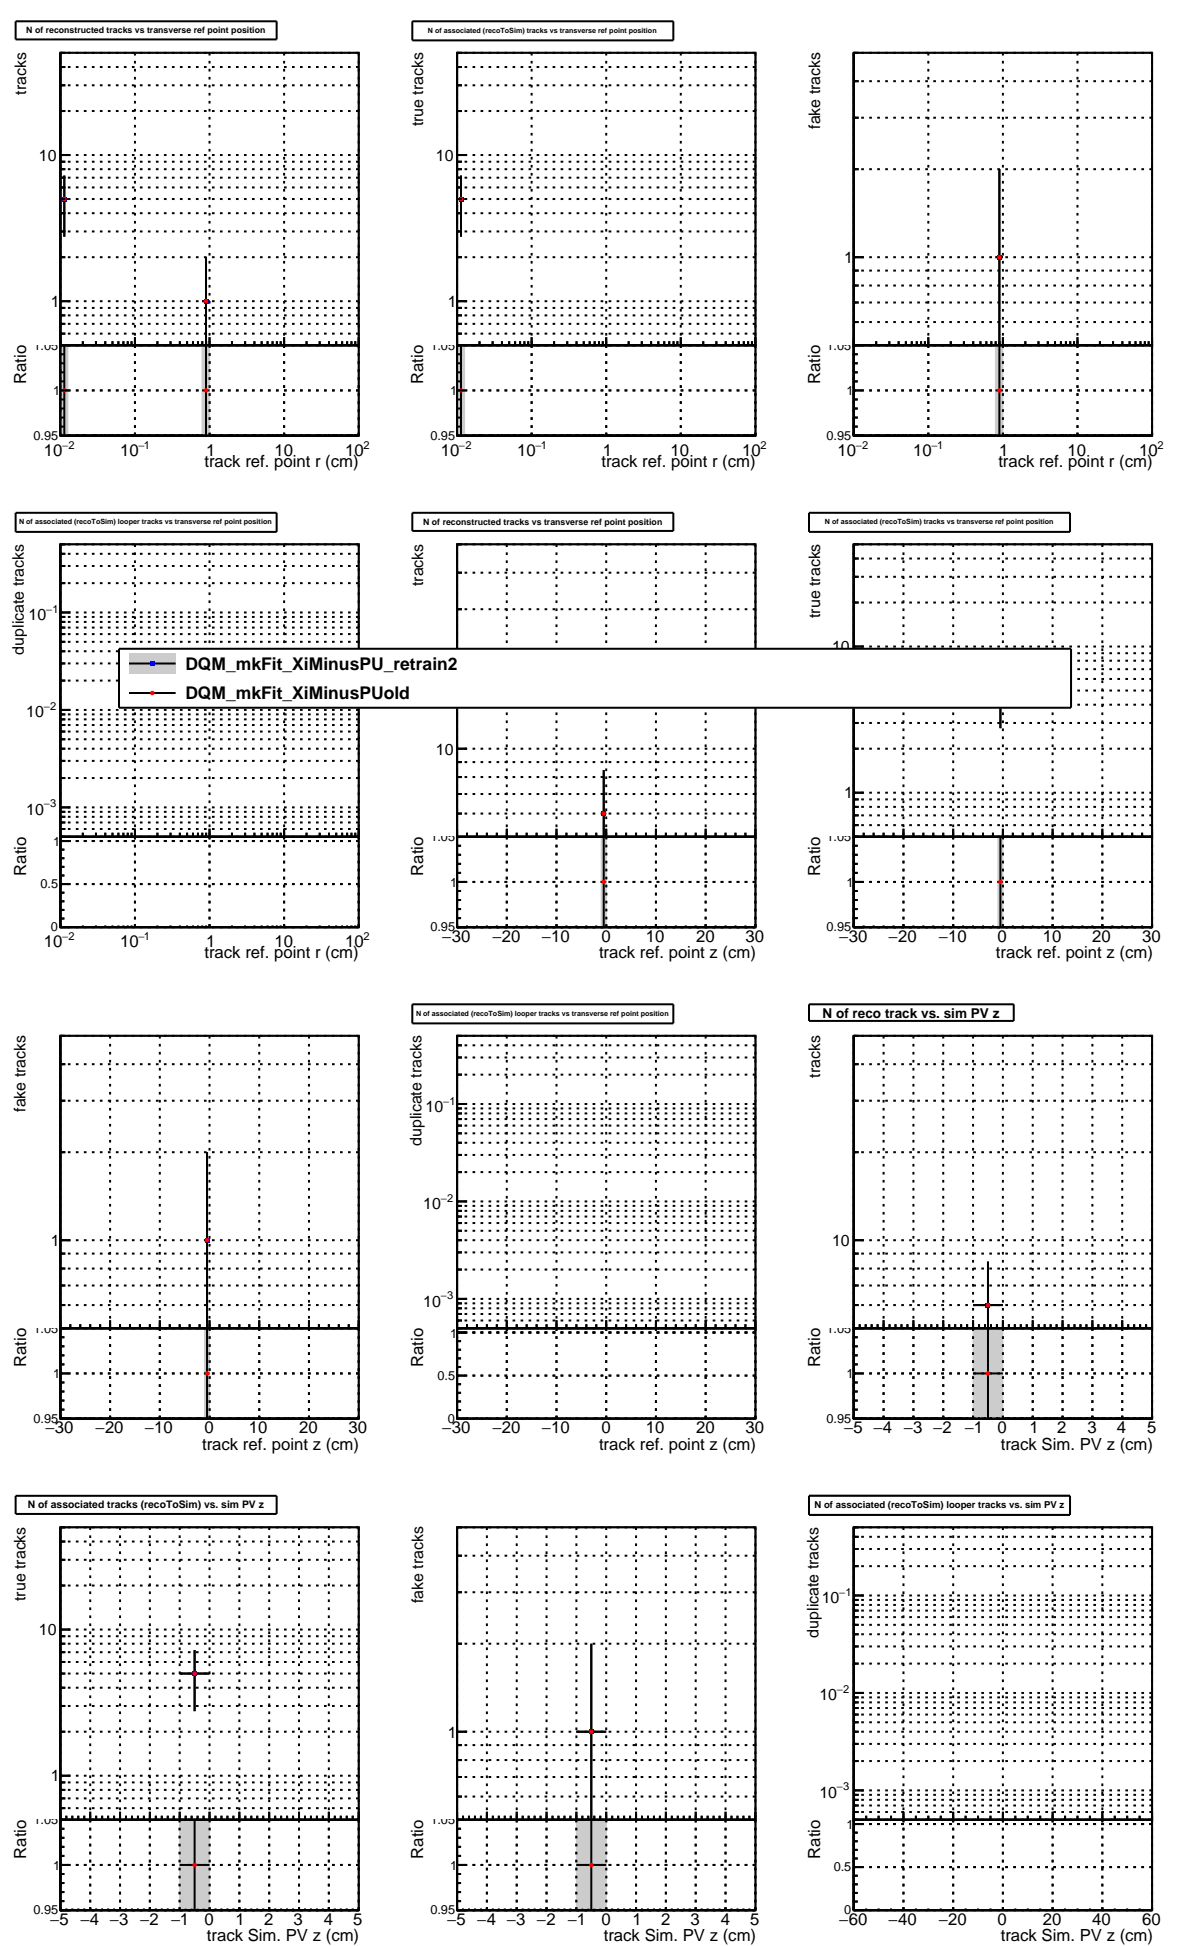 N of reconstructed tracks vs transverse ref point position
tracks
10
1
Ratio
1.05
1
0.95
10−2 10−1 1 10 102
track ref. point r (cm)
N of associated (recoToSim) tracks vs transverse ref point position
true tracks
10
1
Ratio
1.05
1
0.95
10−2 10−1 1 10 102
track ref. point r (cm)
fake tracks
1
Ratio
1.05
1
0.95
10−2 10−1 1 10 102
track ref. point r (cm)
N of associated (recoToSim) looper tracks vs transverse ref point position
duplicate tracks
10−1
10−2
10−3
Ratio
1
0.5
0
10−2 10−1 1 10 102
track ref. point r (cm)
N of reconstructed tracks vs transverse ref point position
tracks
10
Ratio
1.05
1
0.95
−30 −20 −10 0 10 20 30
track ref. point z (cm)
N of associated (recoToSim) tracks vs transverse ref point position
true tracks
10
1
Ratio
1.05
1
0.95
−30 −20 −10 0 10 20 30
track ref. point z (cm)
DQM_mkFit_XiMinusPU_retrain2
DQM_mkFit_XiMinusPUold
fake tracks
1
Ratio
1.05
1
0.95
−30 −20 −10 0 10 20 30
track ref. point z (cm)
N of associated (recoToSim) looper tracks vs transverse ref point position
duplicate tracks
10−1
10−2
10−3
Ratio
1
0.5
0
−30 −20 −10 0 10 20 30
track ref. point z (cm)
N of reco track vs. sim PV z
tracks
10
Ratio
1.05
1
0.95
−5 −4 −3 −2 −1 0 1 2 3 4 5
track Sim. PV z (cm)
N of associated tracks (recoToSim) vs. sim PV z
true tracks
10
1
Ratio
1.05
1
0.95
−5 −4 −3 −2 −1 0 1 2 3 4 5
track Sim. PV z (cm)
fake tracks
1
Ratio
1.05
1
0.95
−5 −4 −3 −2 −1 0 1 2 3 4 5
track Sim. PV z (cm)
N of associated (recoToSim) looper tracks vs. sim PV z
duplicate tracks
10−1
10−2
10−3
Ratio
1
0.5
0
−60 −40 −20 0 20 40 60
track Sim. PV z (cm)